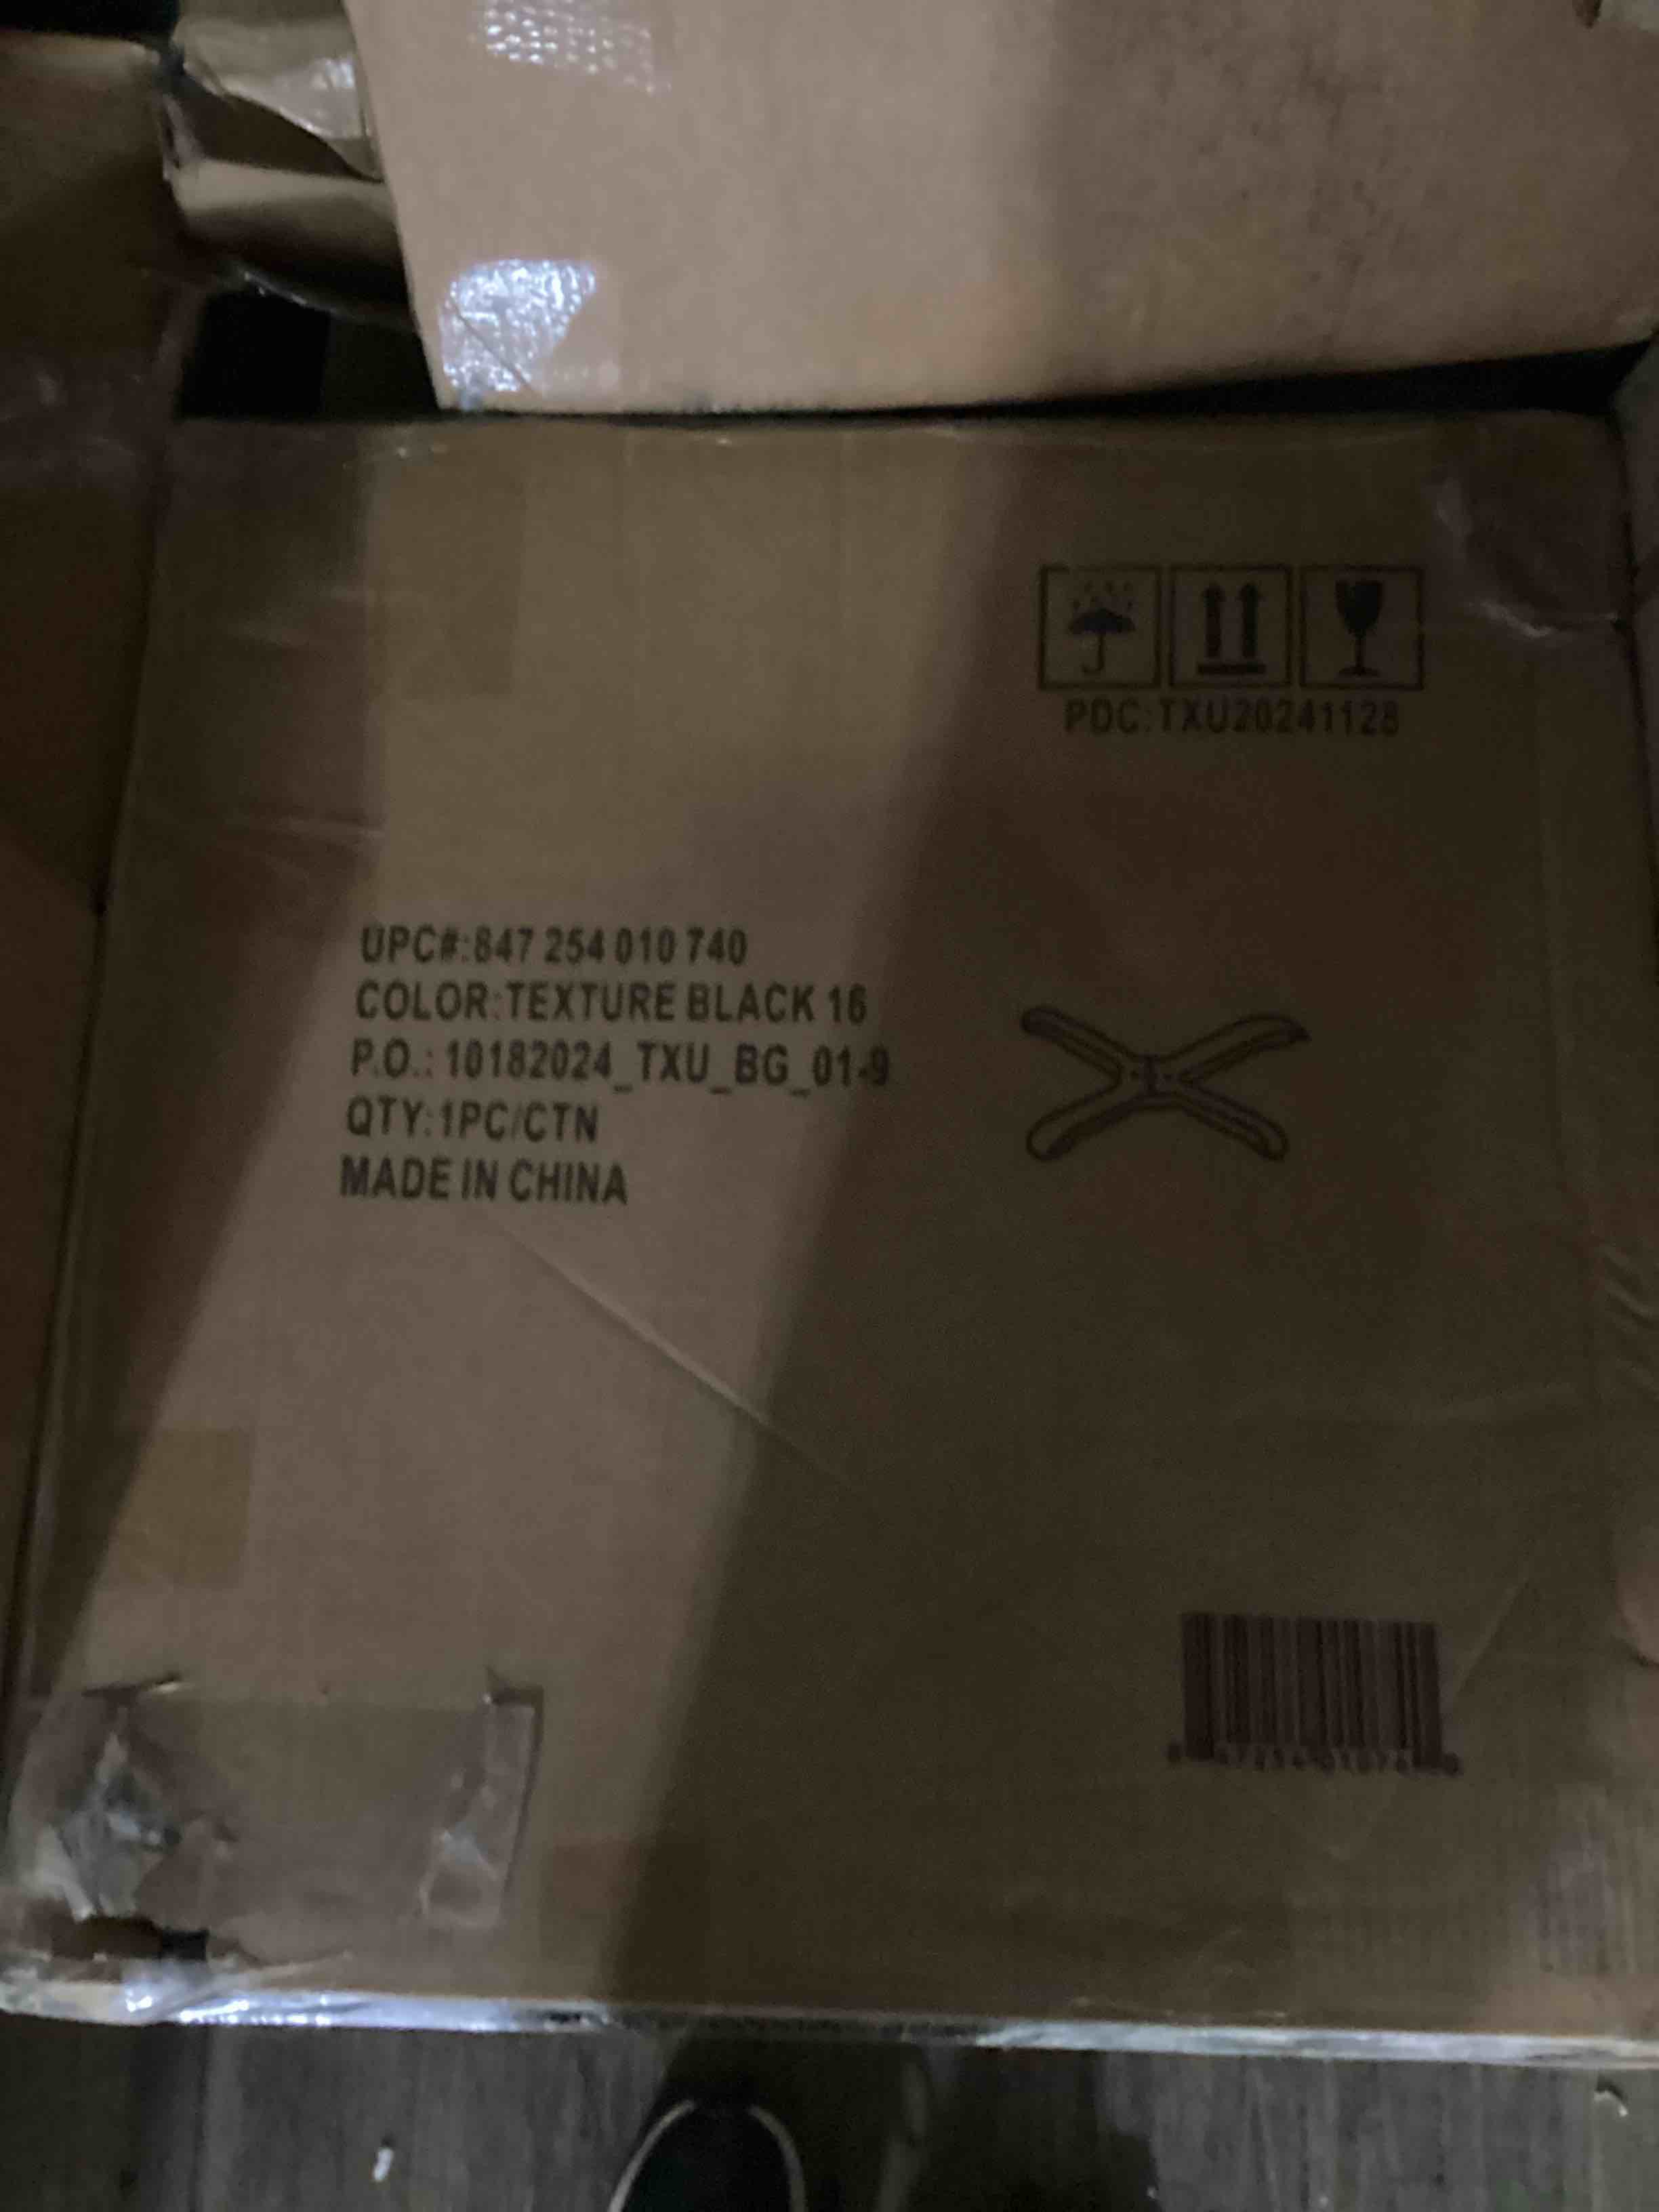 PDC:TXU20241128
UPC#:847 254 010 740
COLOR:TEXTURE BLACK 16
P.O.: 10182024_TXU_BG_01-9
QTY:1PC/CTN
MADE IN CHINA